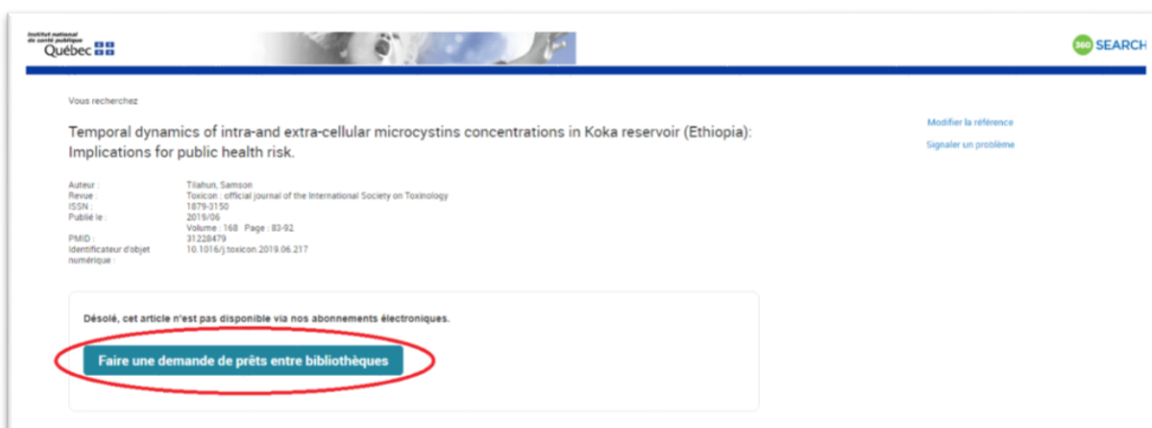 Institut national
de santé publique
Québec
360 SEARCH
Vous recherchez
Temporal dynamics of intra-and extra-cellular microcystins concentrations in Koka reservoir (Ethiopia):
Implications for public health risk.
Modifier la référence
Signaler un problème
Auteur : Tilahun, Samson
Revue : Toxicon : official journal of the International Society on Toxinology
ISSN : 1879-3150
Publié le : 2019/06
Volume : 168 Page : 83-92
PMID : 31228479
Identificateur d'objet 10.1016/j.toxicon.2019.06.217
numérique :
Désolé, cet article n'est pas disponible via nos abonnements électroniques.
Faire une demande de prêts entre bibliothèques